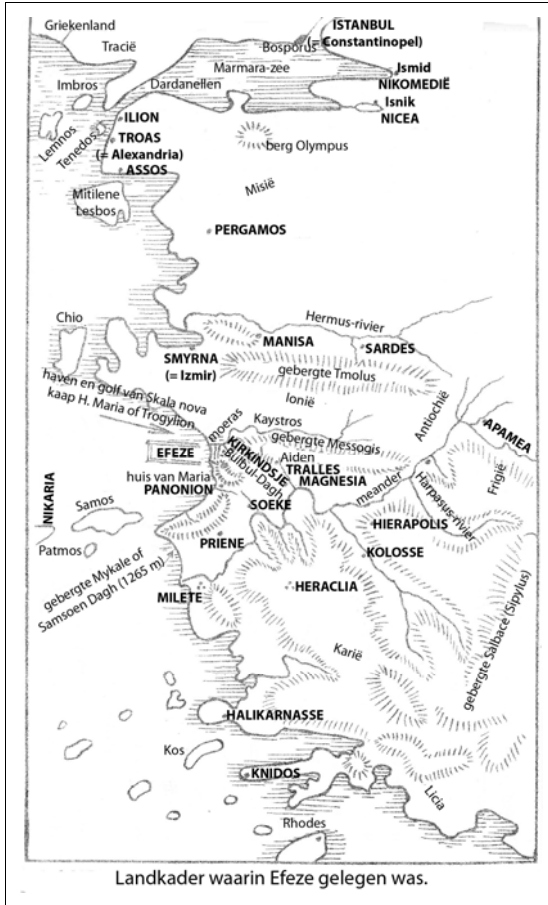 Griekenland
Tracië
ISTANBUL
Bosporus
(= Constantinopel)
Marmara-zee
Ismid
Imbros
Dardanellen
NIKOMEDIË
Isnik
NICEA
ILION
Lemnos
Tenedos
TROAS
(= Alexandria)
berg Olympus
ASSOS
Misië
Mitilene
Lesbos
PERGAMOS
Chio
Hermus-rivier
MANISA
SARDES
SMYRNA
(= Izmir)
gebergte Tmolus
Ionië
haven en golf van Skala nova
kaap H. Maria of Trogylion
moeras
Kaystros
Antiochië
APAMEA
gebergte Messogis
EFEZE
KIRKINDSJE
Bulbul-Dagh
Aiden
TRALLES
MAGNESIA
huis van Maria
PANONION
meander
Harpasus-rivier
Frigië
NIKARIA
Samos
SOEKE
HIERAPOLIS
PRIENE
KOLOSSE
Patmos
gebergte Mykale of
Samsoen Dagh (1265 m)
MILETE
HERACLIA
gebergte Salbace (Sipylus)
Karië
HALIKARNASSE
Kos
KNIDOS
Licia
Rhodes
Landkader waarin Efeze gelegen was.